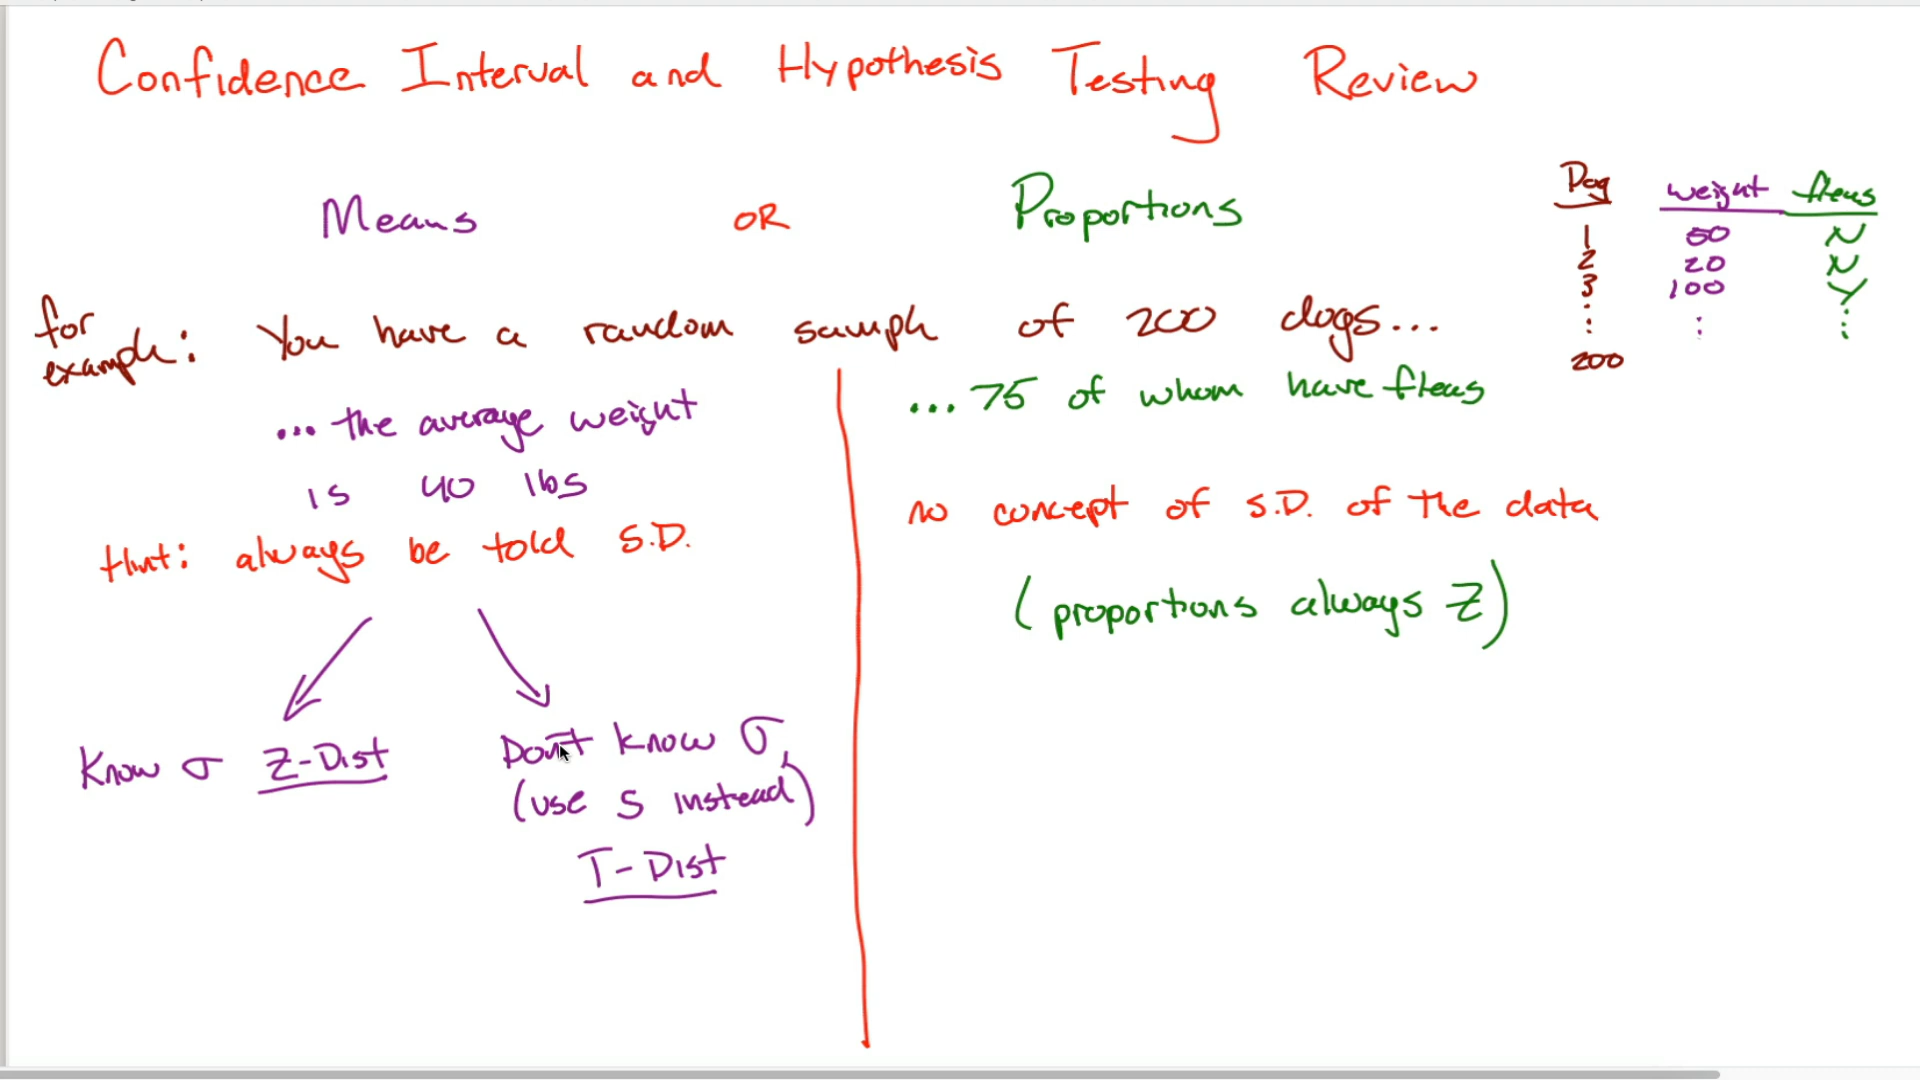 Confidence Interval and Hypothesis Testing Review
Means OR Proportions
for example: You have a random sample of 200 dogs...
... the average weight
is 40 lbs
Hint: always be told S.D.
Know σ Z-Dist
Don't know σ,
(use s instead)
T-Dist
... 75 of whom have fleas
no concept of S.D. of the data
(proportions always Z)
Dog weight fleas
1 50 N
2 20 N
3 100 Y
⋮ ⋮ ⋮
200